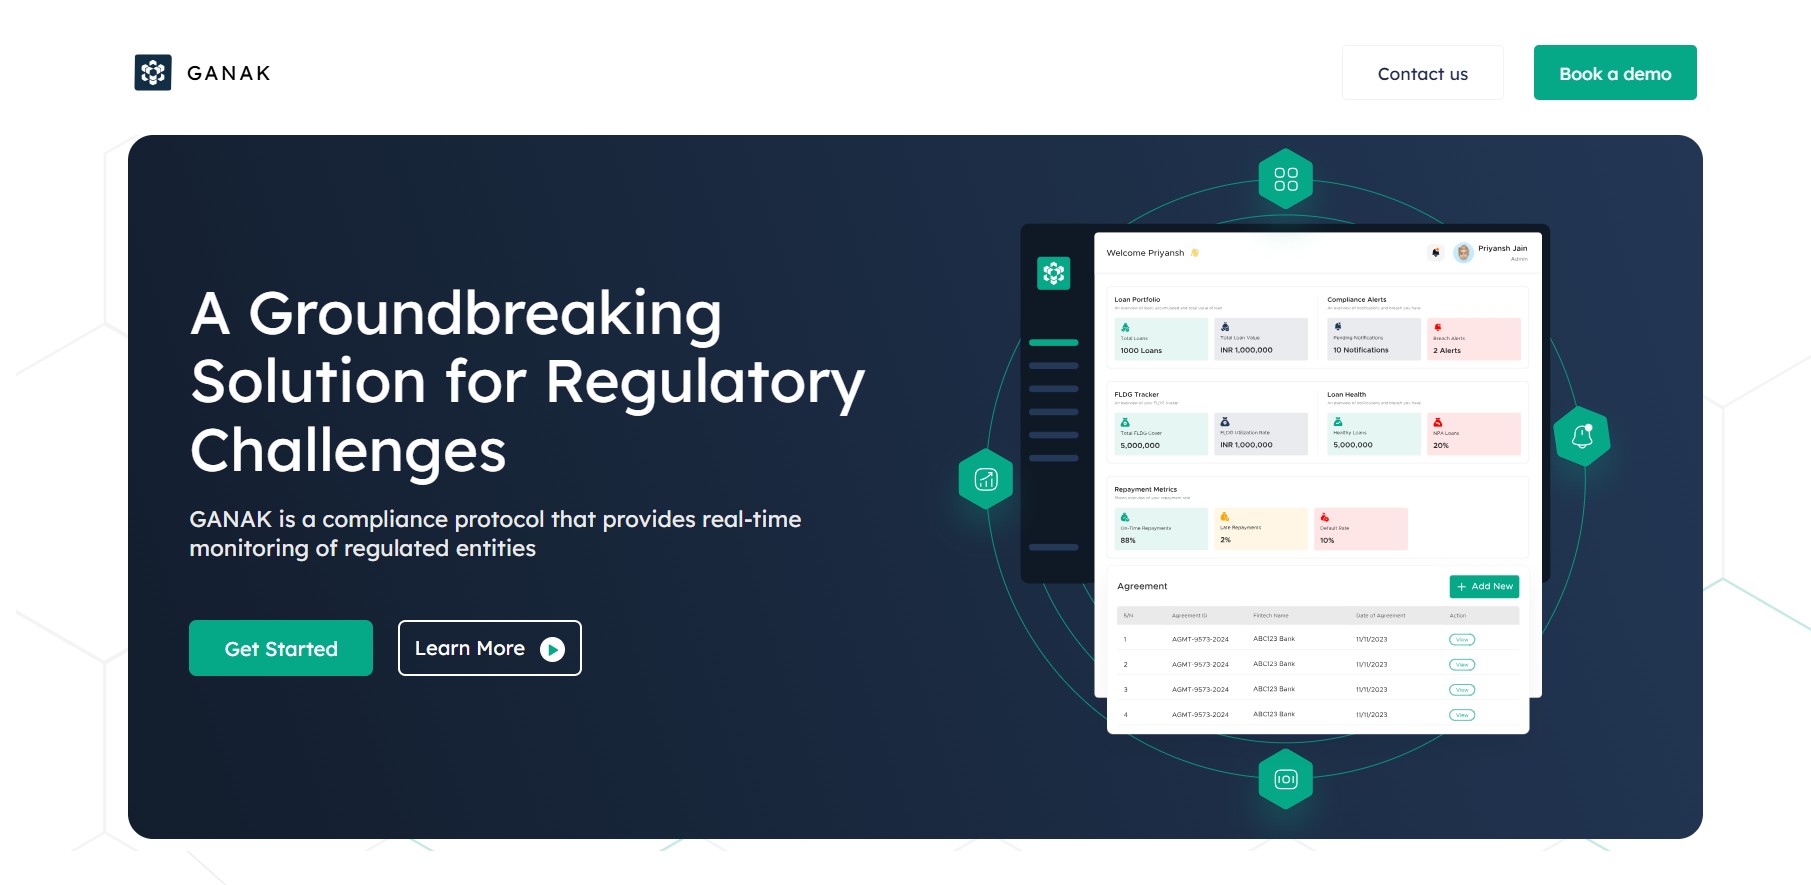 GANAK
Contact us
Book a demo
A Groundbreaking
Solution for Regulatory
Challenges
GANAK is a compliance protocol that provides real-time
monitoring of regulated entities
Get Started
Learn More
Welcome Priyansh
Priyansh Jain
Admin
Loan Portfolio
Compliance Alerts
Total Loans
1000 Loans
Total Loan Value
INR 1,000,000
Pending Notifications
10 Notifications
Breach Alerts
2 Alerts
FLDG Tracker
Loan Health
Total FLDG Cover
5,000,000
FLDG Utilization Rate
INR 1,000,000
Healthy Loans
5,000,000
NPA Loans
20%
Repayment Metrics
On-Time Repayments
88%
Late Repayments
2%
Default Rate
10%
Agreement
+ Add New
S/N Agreement ID Fintech Name Date of Agreement Action
1 AGMT-9573-2024 ABC123 Bank 11/11/2023 View
2 AGMT-9573-2024 ABC123 Bank 11/11/2023 View
3 AGMT-9573-2024 ABC123 Bank 11/11/2023 View
4 AGMT-9573-2024 ABC123 Bank 11/11/2023 View